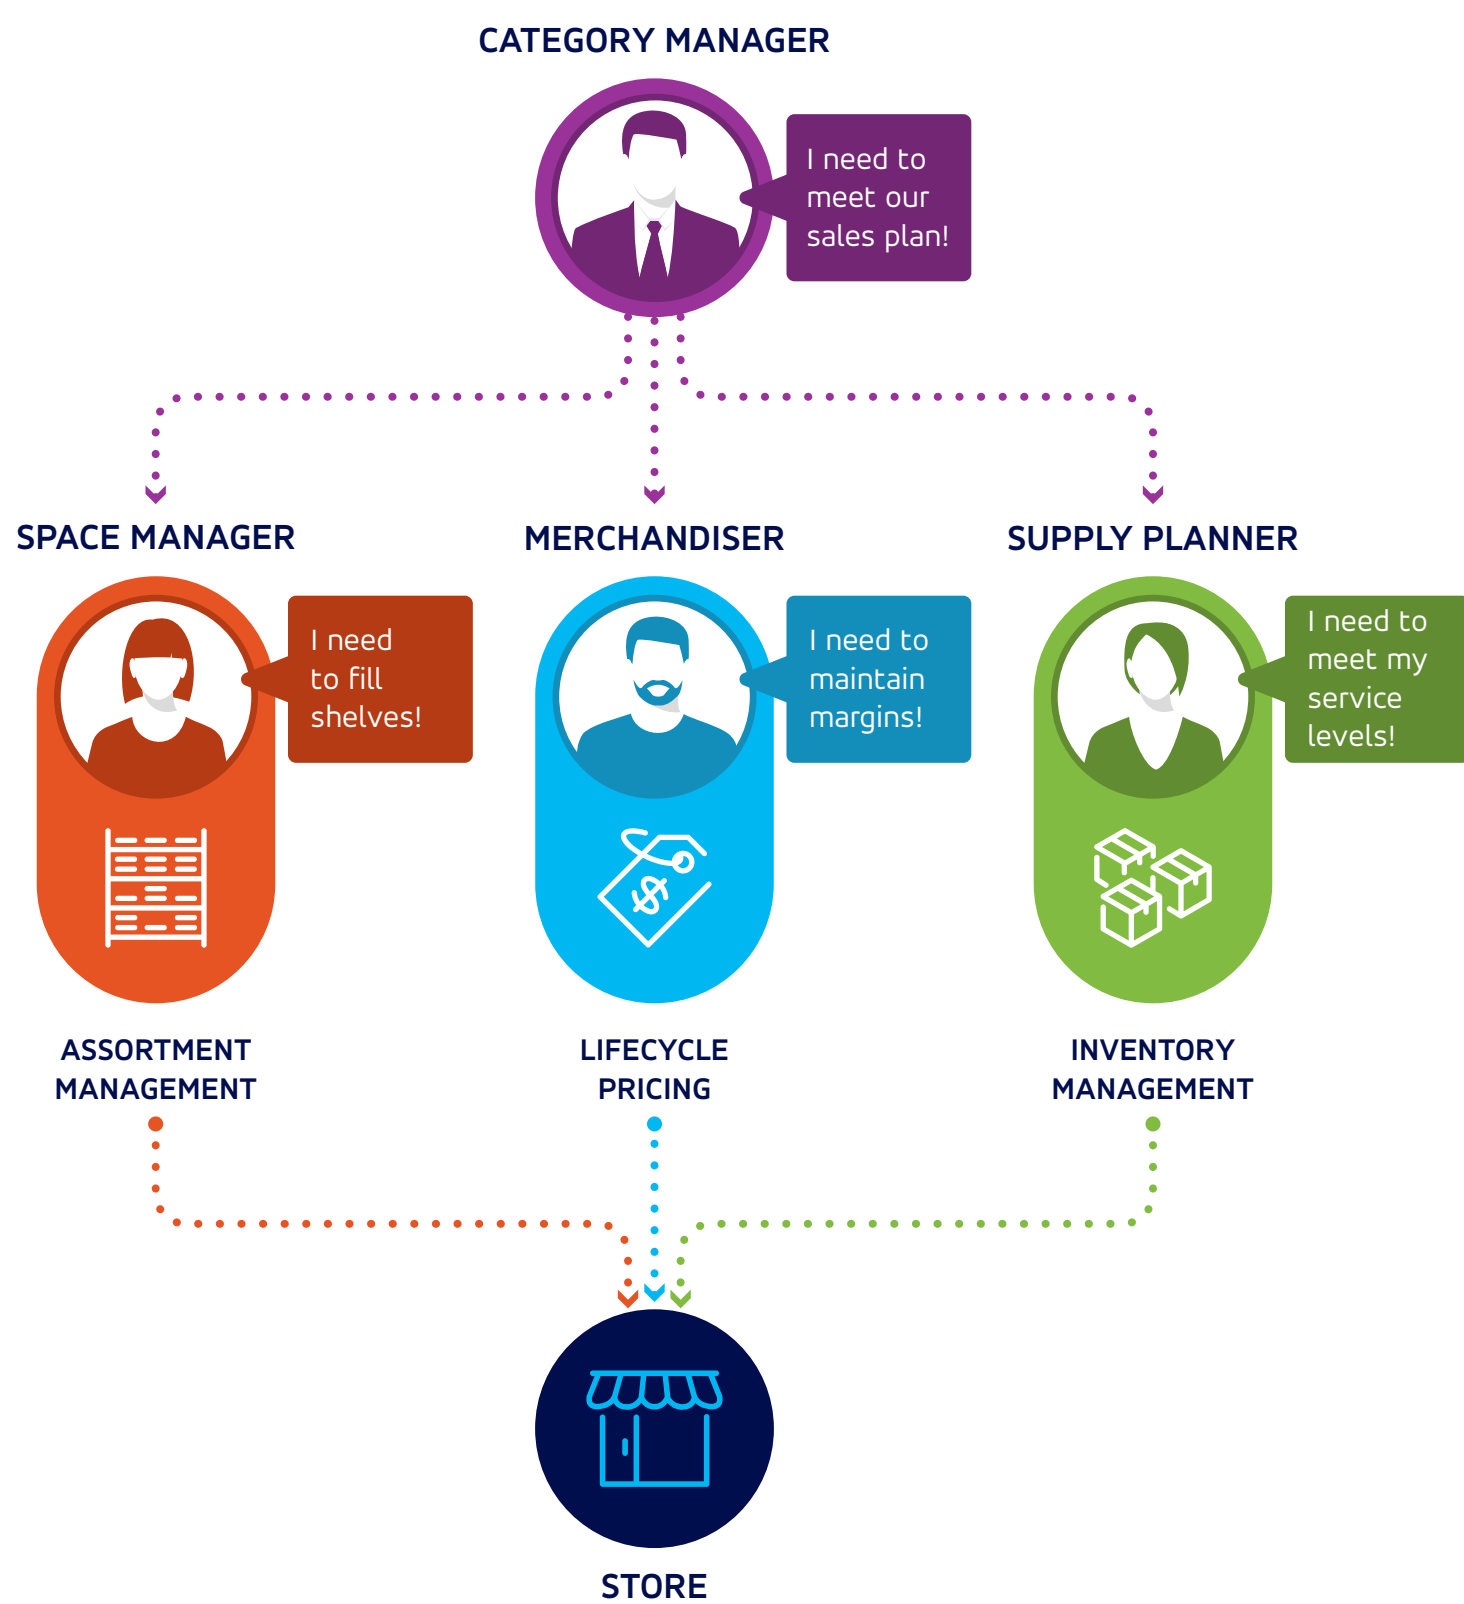 CATEGORY MANAGER
I need to
meet our
sales plan!
SPACE MANAGER
I need
to fill
shelves!
MERCHANDISER
I need to
maintain
margins!
SUPPLY PLANNER
I need to
meet my
service
levels!
ASSORTMENT
MANAGEMENT
LIFECYCLE
PRICING
INVENTORY
MANAGEMENT
$
STORE